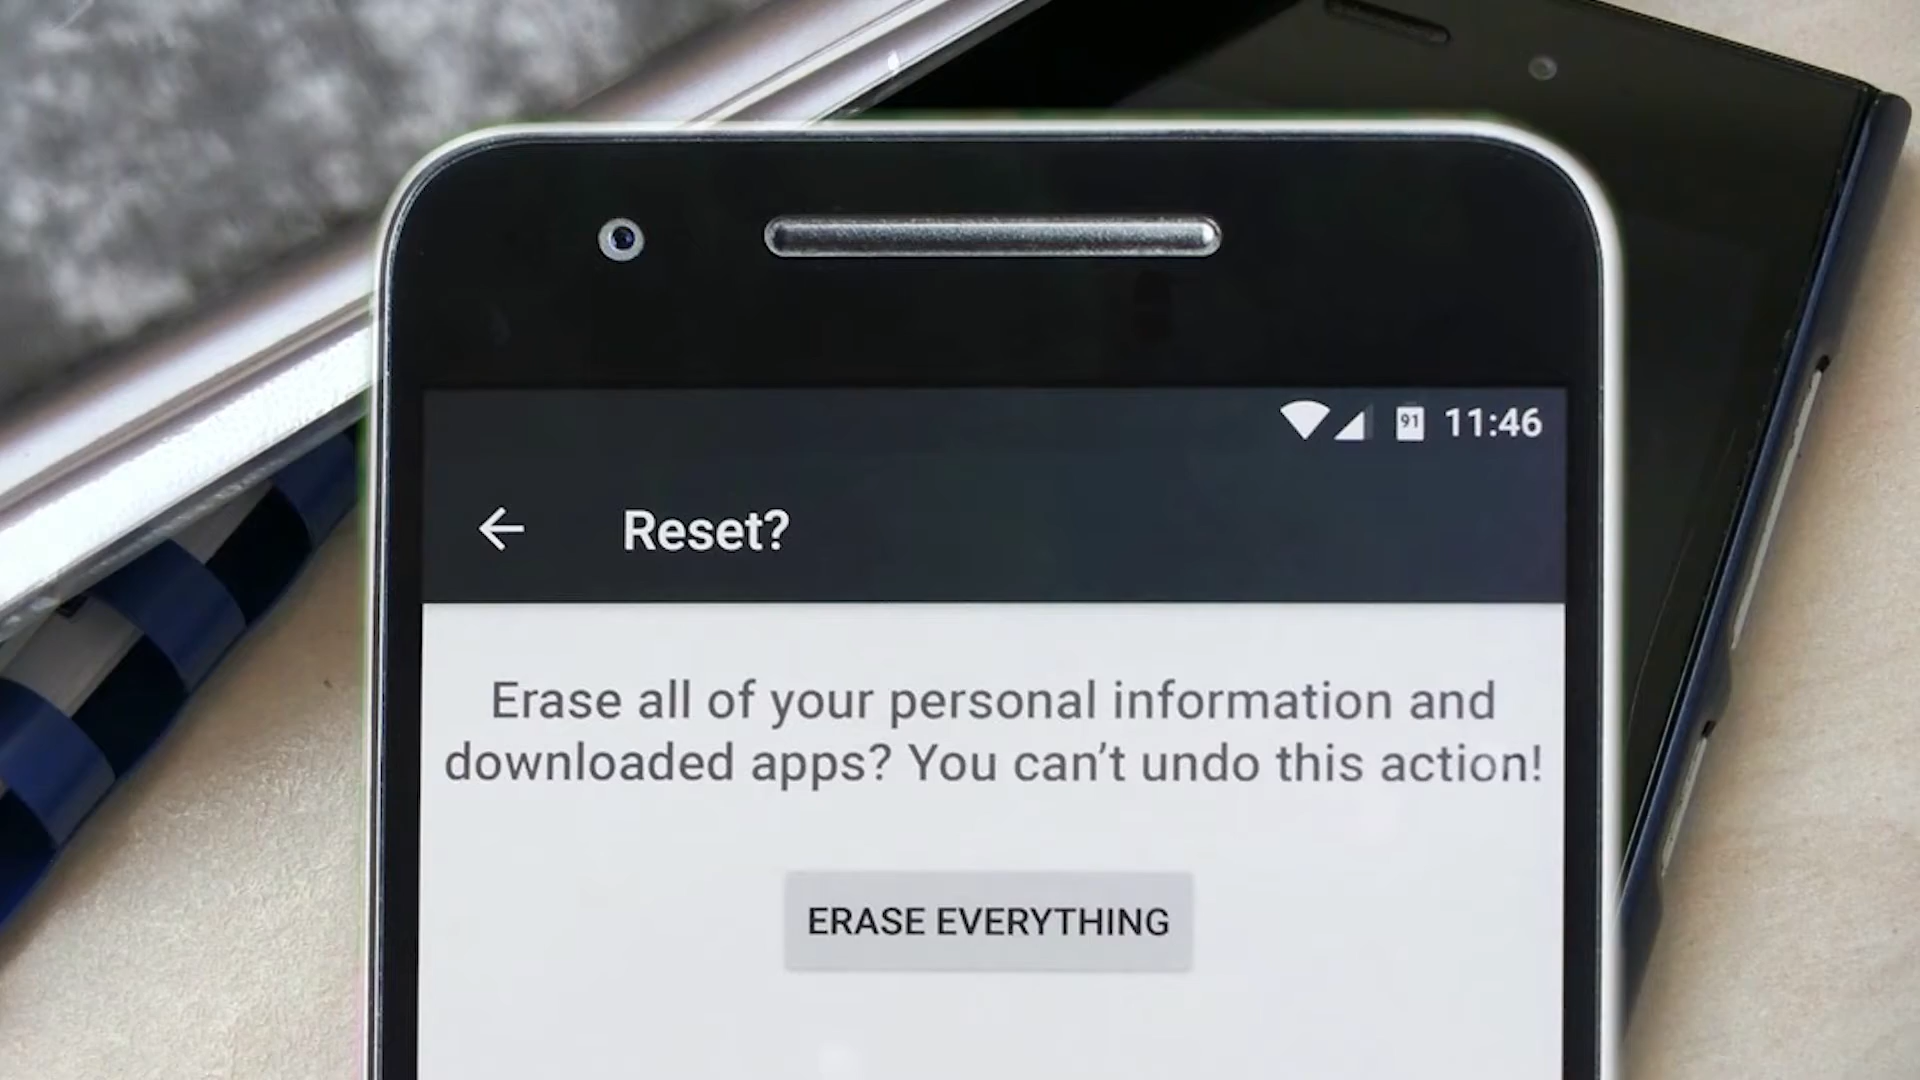 91 11:46
Reset?
Erase all of your personal information and
downloaded apps? You can’t undo this action!
ERASE EVERYTHING